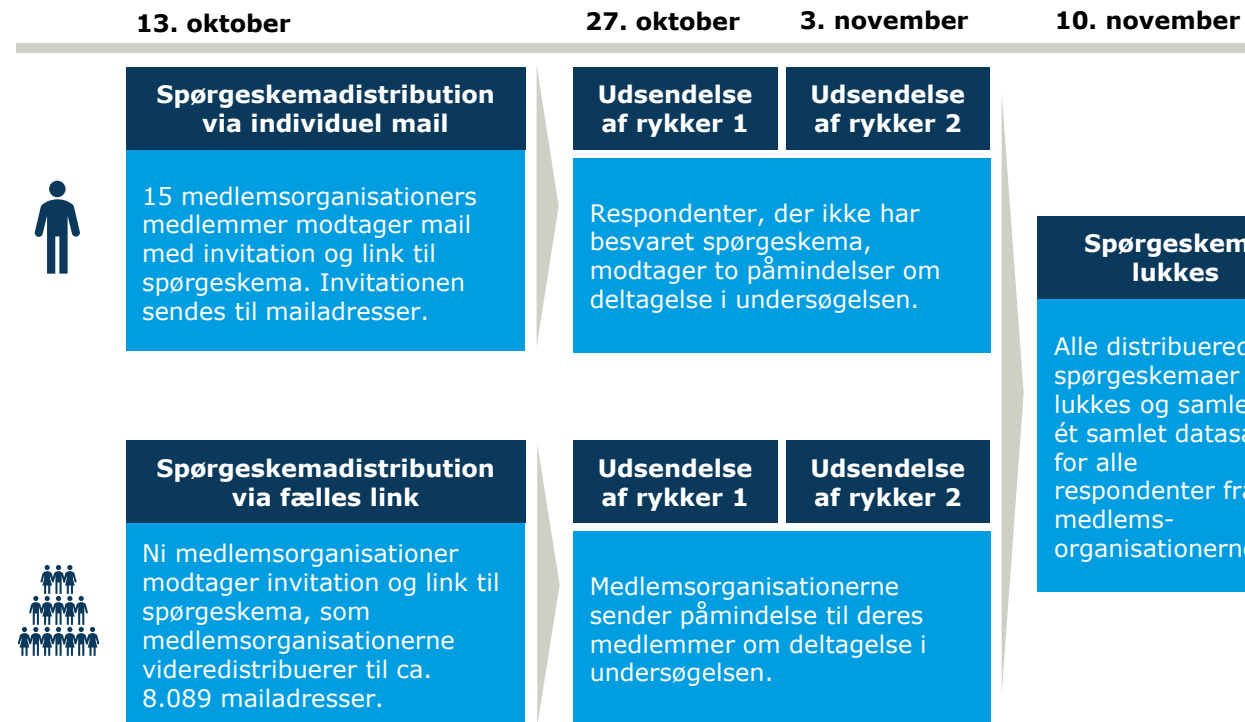 13. oktober
27. oktober
3. november
10. november
Spørgeskemadistribution
via individuel mail
15 medlemsorganisationers
medlemmer modtager mail
med invitation og link til
spørgeskema. Invitationen
sendes til mailadresser.
Udsendelse
af rykker 1
Udsendelse
af rykker 2
Respondenter, der ikke har
besvaret spørgeskema,
modtager to påmindelser om
deltagelse i undersøgelsen.
Spørgeskemadistribution
via fælles link
Ni medlemsorganisationer
modtager invitation og link til
spørgeskema, som
medlemsorganisationerne
videredistribuerer til ca.
8.089 mailadresser.
Udsendelse
af rykker 1
Udsendelse
af rykker 2
Medlemsorganisationerne
sender påmindelse til deres
medlemmer om deltagelse i
undersøgelsen.
lukkes
Alle
spørgeskemaer
lukkes og
ét samlet
for alle
respondenter
medlems-